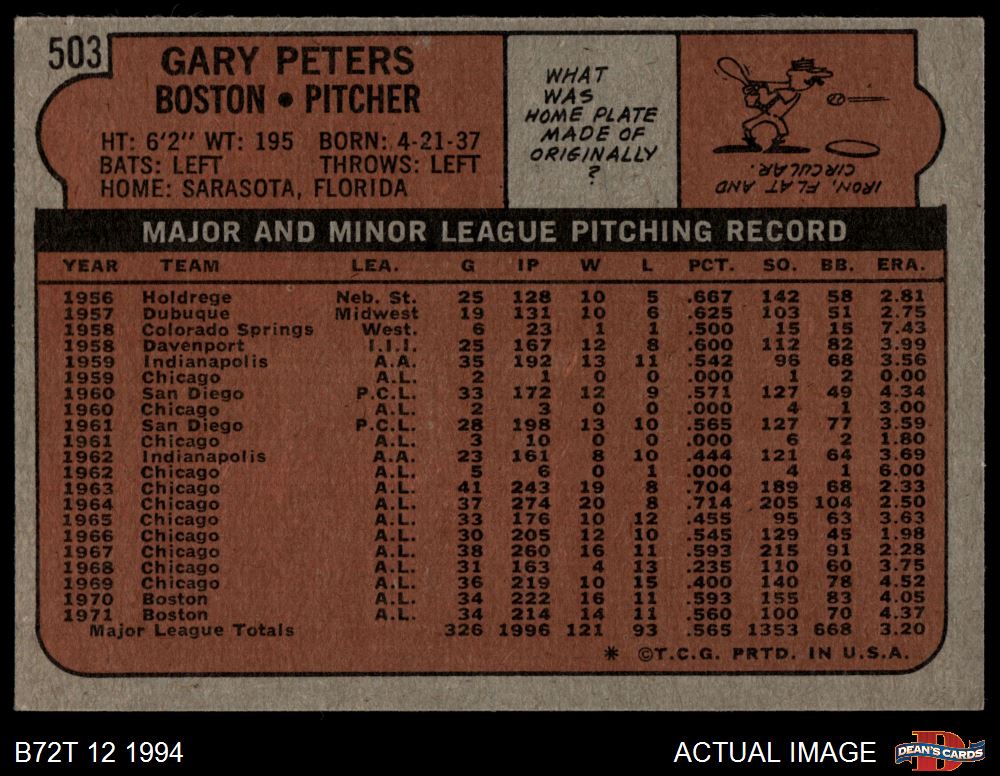 503
GARY PETERS
BOSTON • PITCHER
HT: 6'2" WT: 195 BORN: 4-21-37
BATS: LEFT THROWS: LEFT
HOME: SARASOTA, FLORIDA
WHAT
WAS
HOME PLATE
MADE OF
ORIGINALLY
?
IRON, FLAT AND
CIRCULAR.
MAJOR AND MINOR LEAGUE PITCHING RECORD
YEAR TEAM LEA. G IP W L PCT. SO. BB. ERA.
1956 Holdrege Neb. St. 25 128 10 5 .667 142 58 2.81
1957 Dubuque Midwest 19 131 10 6 .625 103 51 2.75
1958 Colorado Springs West. 6 23 1 1 .500 15 15 7.43
1958 Davenport I.I.I. 25 167 12 8 .600 112 82 3.99
1959 Indianapolis A.A. 35 192 13 11 .542 96 68 3.56
1959 Chicago A.L. 2 1 0 0 .000 1 2 0.00
1960 San Diego P.C.L. 33 172 12 9 .571 127 49 4.34
1960 Chicago A.L. 2 3 0 0 .000 4 1 3.00
1961 San Diego P.C.L. 28 198 13 10 .565 127 77 3.59
1961 Chicago A.L. 3 10 0 0 .000 6 2 1.80
1962 Indianapolis A.A. 23 161 8 10 .444 121 64 3.69
1962 Chicago A.L. 5 6 0 1 .000 4 1 6.00
1963 Chicago A.L. 41 243 19 8 .704 189 68 2.33
1964 Chicago A.L. 37 274 20 8 .714 205 104 2.50
1965 Chicago A.L. 33 176 10 12 .455 95 63 3.63
1966 Chicago A.L. 30 205 12 10 .545 129 45 1.98
1967 Chicago A.L. 38 260 16 11 .593 215 91 2.28
1968 Chicago A.L. 31 163 4 13 .235 110 60 3.75
1969 Chicago A.L. 36 219 10 15 .400 140 78 4.52
1970 Boston A.L. 34 222 16 11 .593 155 83 4.05
1971 Boston A.L. 34 214 14 11 .560 100 70 4.37
Major League Totals 326 1996 121 93 .565 1353 668 3.20
* ©T.C.G. PRTD. IN U.S.A.
B72T 12 1994
ACTUAL IMAGE
D
DEAN'S CARDS